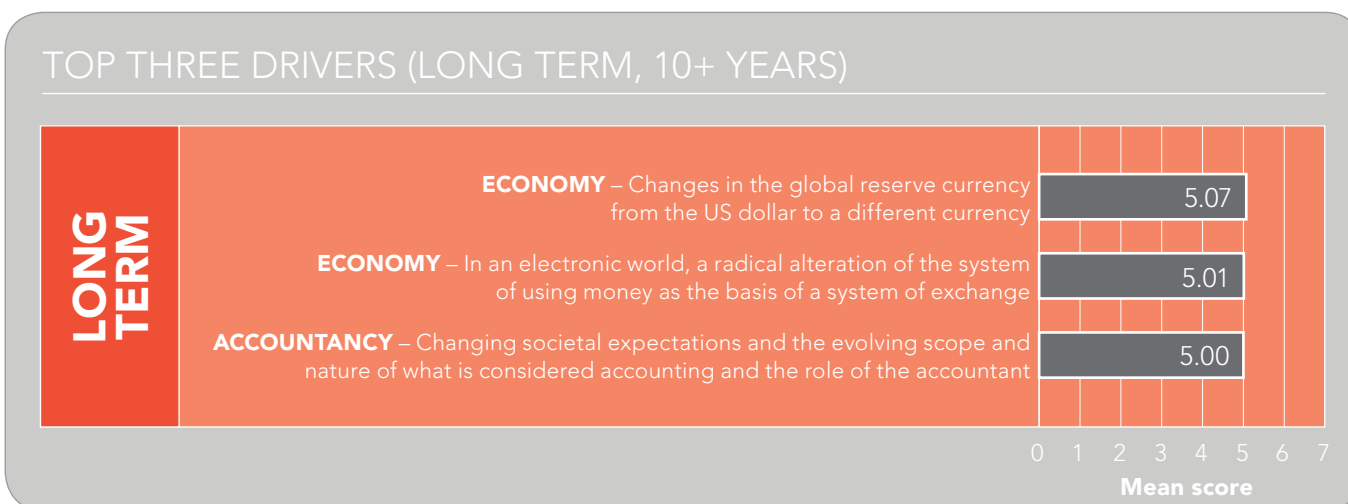 TOP THREE DRIVERS (LONG TERM, 10+ YEARS)
LONG
TERM
ECONOMY – Changes in the global reserve currency
from the US dollar to a different currency
5.07
ECONOMY – In an electronic world, a radical alteration of the system
of using money as the basis of a system of exchange
5.01
ACCOUNTANCY – Changing societal expectations and the evolving scope and
nature of what is considered accounting and the role of the accountant
5.00
0 1 2 3 4 5 6 7
Mean score